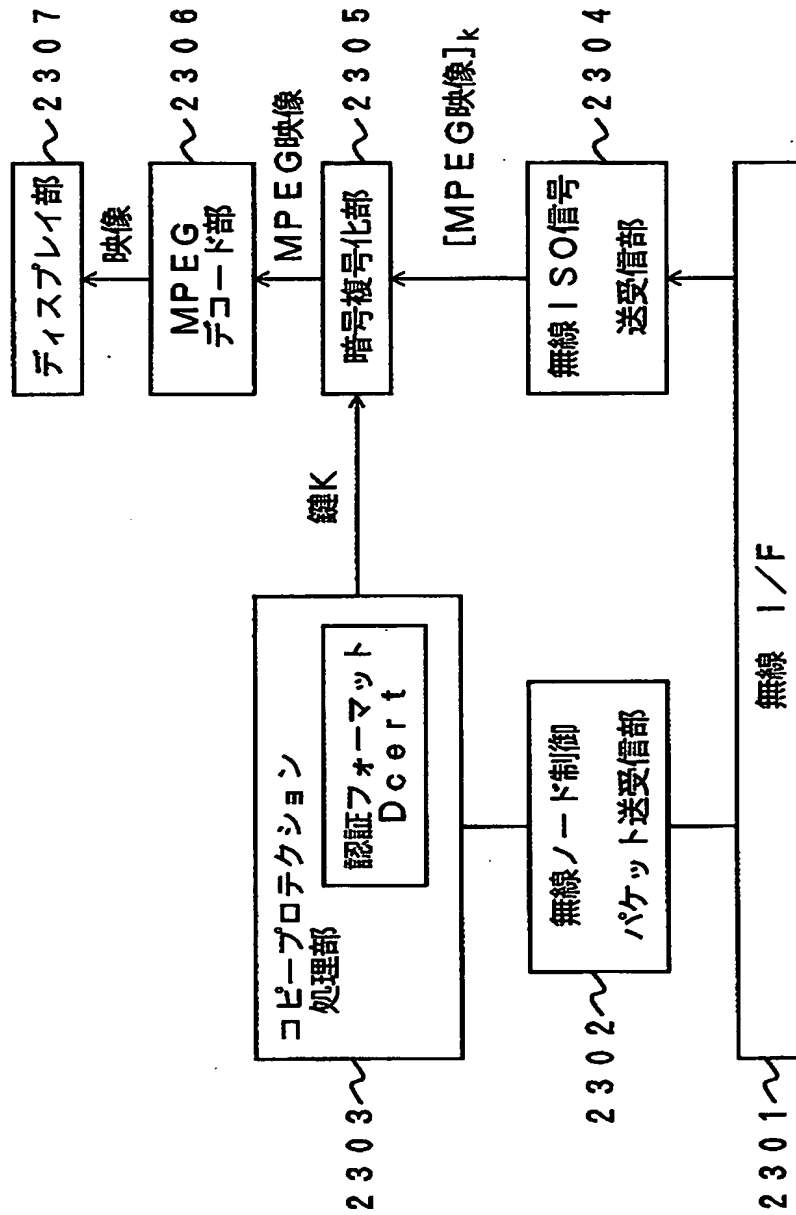 ディスプレイ部
2307
映像
MPEG
デコード部
2306
MPEG映像
暗号復号化部
2305
[MPEG映像]k
無線ISO信号
送受信部
2304
鍵K
コピープロテクション
処理部
認証フォーマット
Dcert
2303
無線ノード制御
パケット送受信部
2302
無線 I/F
2301